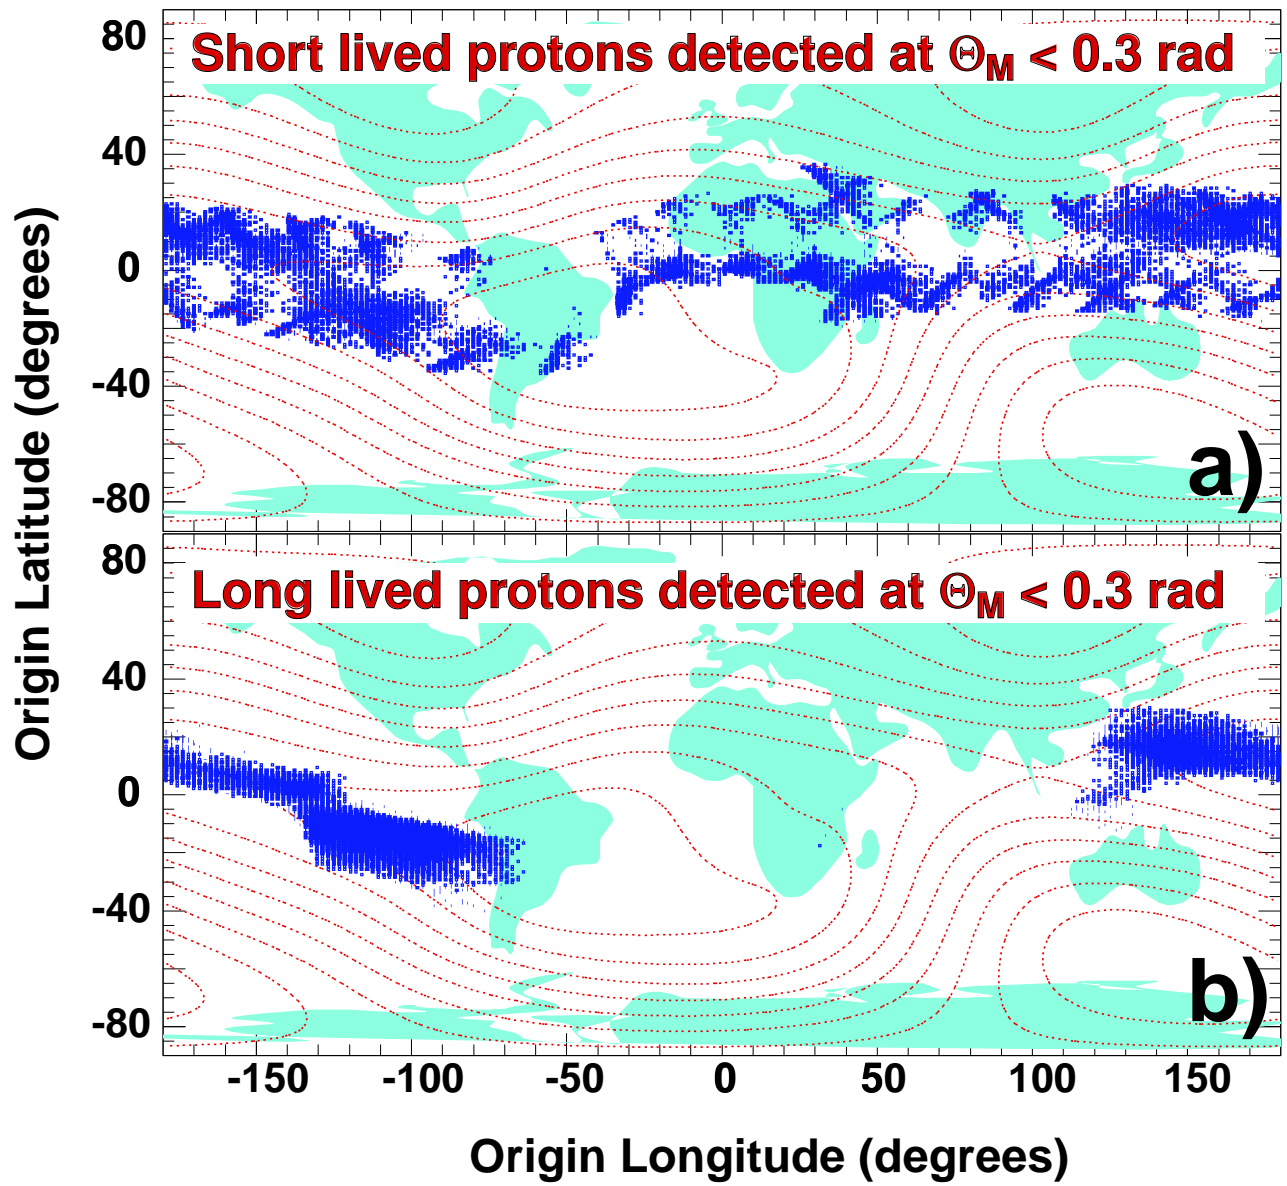 Short lived protons detected at ΘM < 0.3 rad
80
40
0
-40
-80
a)
Origin Latitude (degrees)
Long lived protons detected at ΘM < 0.3 rad
80
40
0
-40
-80
b)
-150 -100 -50 0 50 100 150
Origin Longitude (degrees)